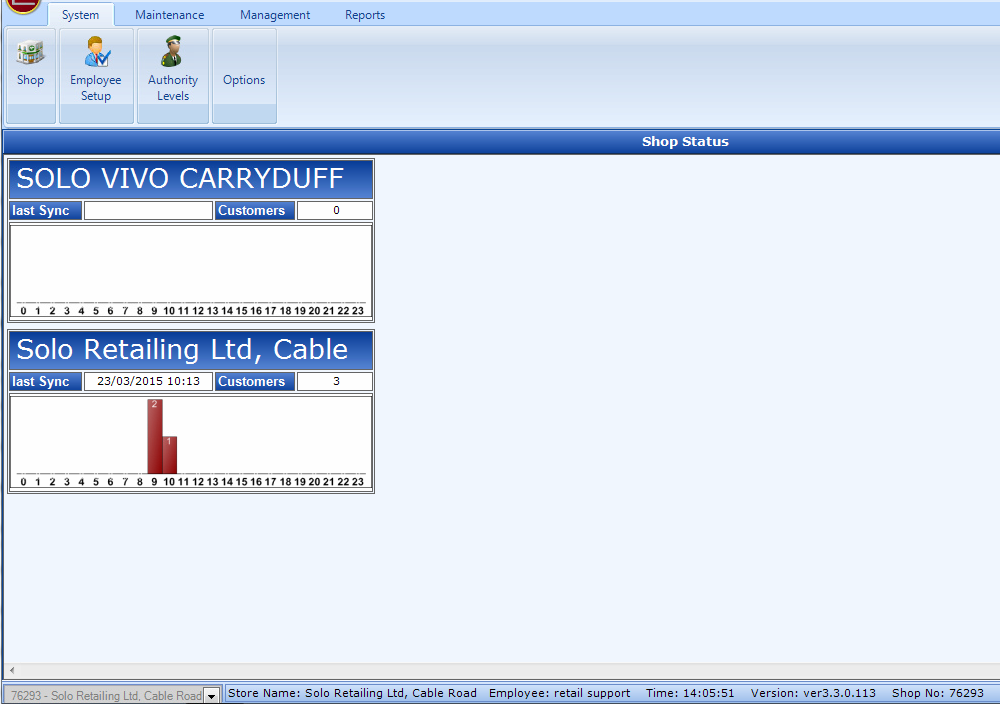 System Maintenance Management Reports
Shop Employee Setup Authority Levels Options
Shop Status
SOLO VIVO CARRYDUFF
last Sync Customers 0
0 1 2 3 4 5 6 7 8 9 10 11 12 13 14 15 16 17 18 19 20 21 22 23
Solo Retailing Ltd, Cable
last Sync 23/03/2015 10:13 Customers 3
2
1
0 1 2 3 4 5 6 7 8 9 10 11 12 13 14 15 16 17 18 19 20 21 22 23
76293 - Solo Retailing Ltd, Cable Road Store Name: Solo Retailing Ltd, Cable Road Employee: retail support Time: 14:05:51 Version: ver3.3.0.113 Shop No: 76293